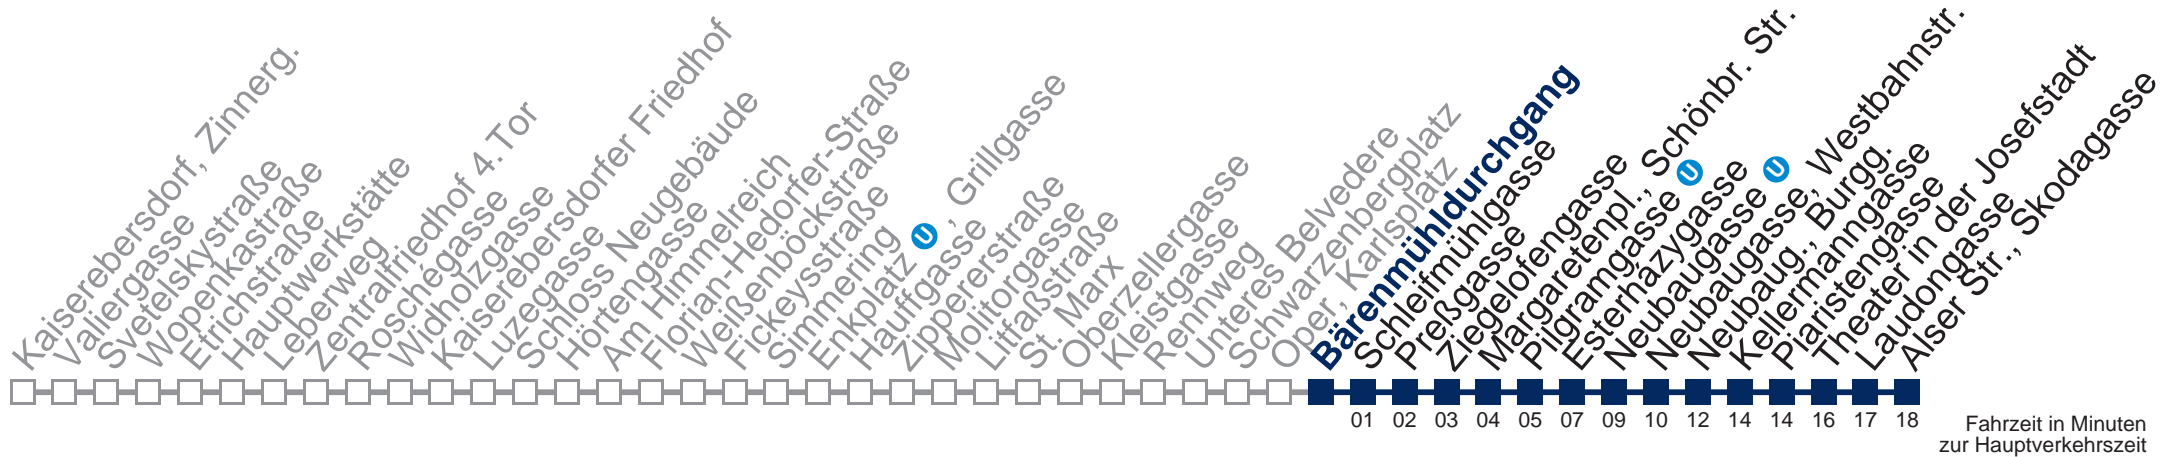 Kaiserebersdorf, Zinnerg.
Valiergasse
Svetelskystraße
Wopenkastraße
Etrichstraße
Hauptwerkstätte
Leberweg
Zentralfriedhof 4.Tor
Roschégasse
Widholzgasse
Kaiserebersdorfer Friedhof
Luzegasse
Schloss Neugebäude
Hörtengasse
Am Himmelreich
Florian-Hedorfer-Straße
Weißenböckstraße
Fickeysstraße
Simmering U
Enkplatz U, Grillgasse
Hauffgasse
Zippererstraße
Molitorgasse
Litfaßstraße
St. Marx
Oberzellergasse
Kleistgasse
Rennweg
Unteres Belvedere
Schwarzenbergplatz
Oper, Karlsplatz
Bärenmühldurchgang
Schleifmühlgasse
Preßgasse
Ziegelofengasse
Margaretenpl., Schönbr. Str.
Pilgramgasse U
Esterházygasse
Neubaugasse U
Neubaugasse, Westbahnstr.
Neubaug., Burgg.
Kellermanngasse
Piaristengasse
Theater in der Josefstadt
Laudongasse
Alser Str., Skodagasse
01 02 03 04 05 07 09 10 12 14 14 16 17 18
Fahrzeit in Minuten
zur Hauptverkehrszeit